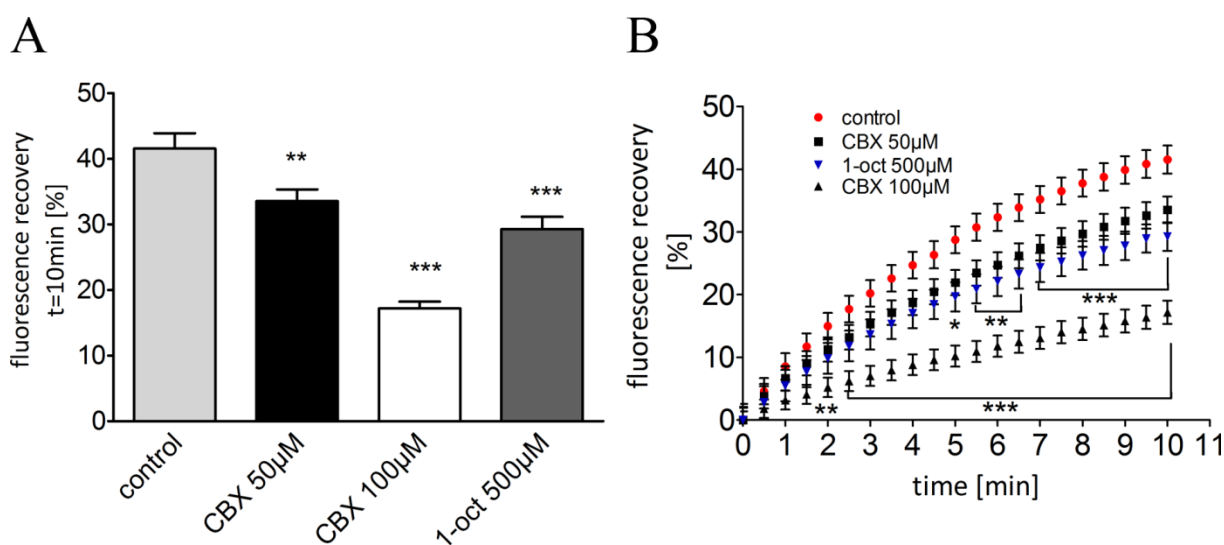 A
fluorescence recovery
t=10min [%]
50
40
30
20
10
0
**
***
***
control
CBX 50µM
CBX 100µM
1-oct 500µM
B
fluorescence recovery
[%]
50
40
30
20
10
0
control
CBX 50µM
1-oct 500µM
CBX 100µM
*
**
***
**
***
0 1 2 3 4 5 6 7 8 9 10 11
time [min]